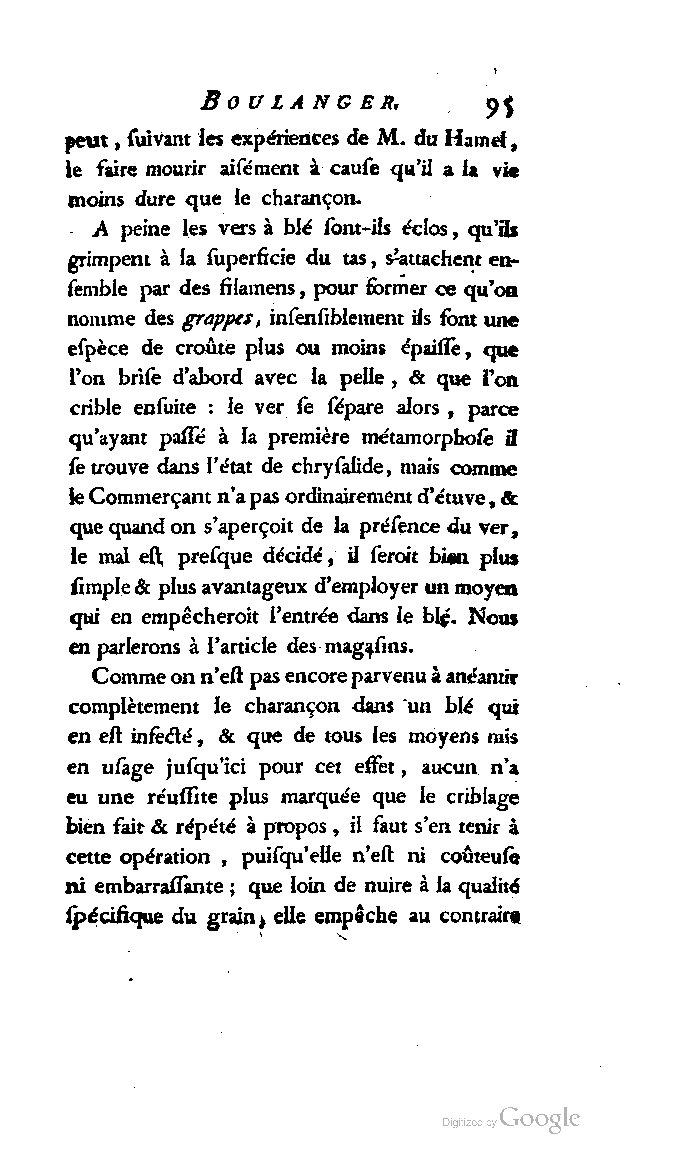 BOULANGER. 95
peut, ſuivant les expériences de M. du Hamel,
le faire mourir aiſément à cauſe qu'il a la vie
moins dure que le charançon.
A peine les vers à blé ſont-ils éclos, qu'ils
grimpent à la ſuperficie du tas, s'attachent en-
ſemble par des filamens, pour former ce qu'on
nomme des grappes, inſenſiblement ils font une
eſpèce de croûte plus ou moins épaiſſe, que
l'on briſe d'abord avec la pelle, & que l'on
crible enſuite : le ver ſe ſépare alors, parce
qu'ayant paſſé à la première métamorphoſe il
ſe trouve dans l'état de chryſalide, mais comme
le Commerçant n'a pas ordinairement d'étuve, &
que quand on s'aperçoit de la préſence du ver,
le mal eſt preſque décidé, il ſeroit bien plus
ſimple & plus avantageux d'employer un moyen
qui en empêcheroit l'entrée dans le blé. Nous
en parlerons à l'article des magaſins.
Comme on n'eſt pas encore parvenu à anéantir
complètement le charançon dans un blé qui
en eſt infecté, & que de tous les moyens mis
en uſage juſqu'ici pour cet effet, aucun n'a
eu une réuſſite plus marquée que le criblage
bien fait & répété à propos, il faut s'en tenir à
cette opération, puiſqu'elle n'eſt ni coûteuſe
ni embarraſſante ; que loin de nuire à la qualité
ſpécifique du grain, elle empêche au contraire
Digitized by Google